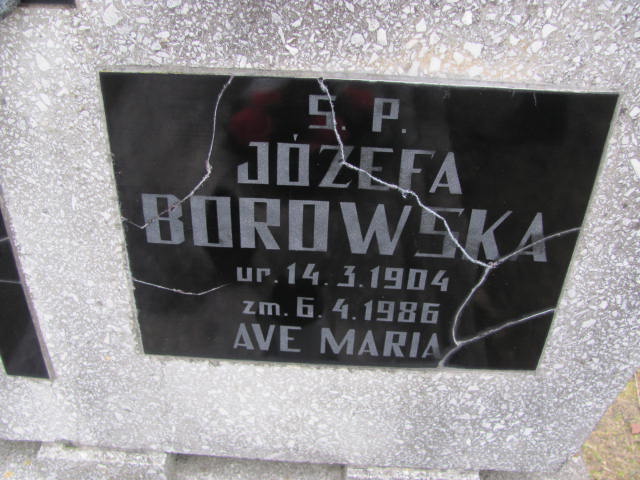 Ś. P.
JÓZEFA
BOROWSKA
ur. 14. 3. 1904
zm. 6. 4. 1986
AVE MARIA